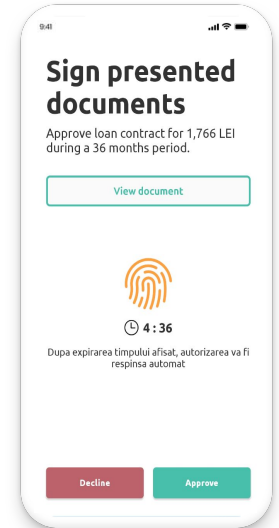 9:41
Sign presented
documents
Approve loan contract for 1,766 LEI
during a 36 months period.
View document
4 : 36
Dupa expirarea timpului afisat, autorizarea va fi
respinsa automat
Decline
Approve